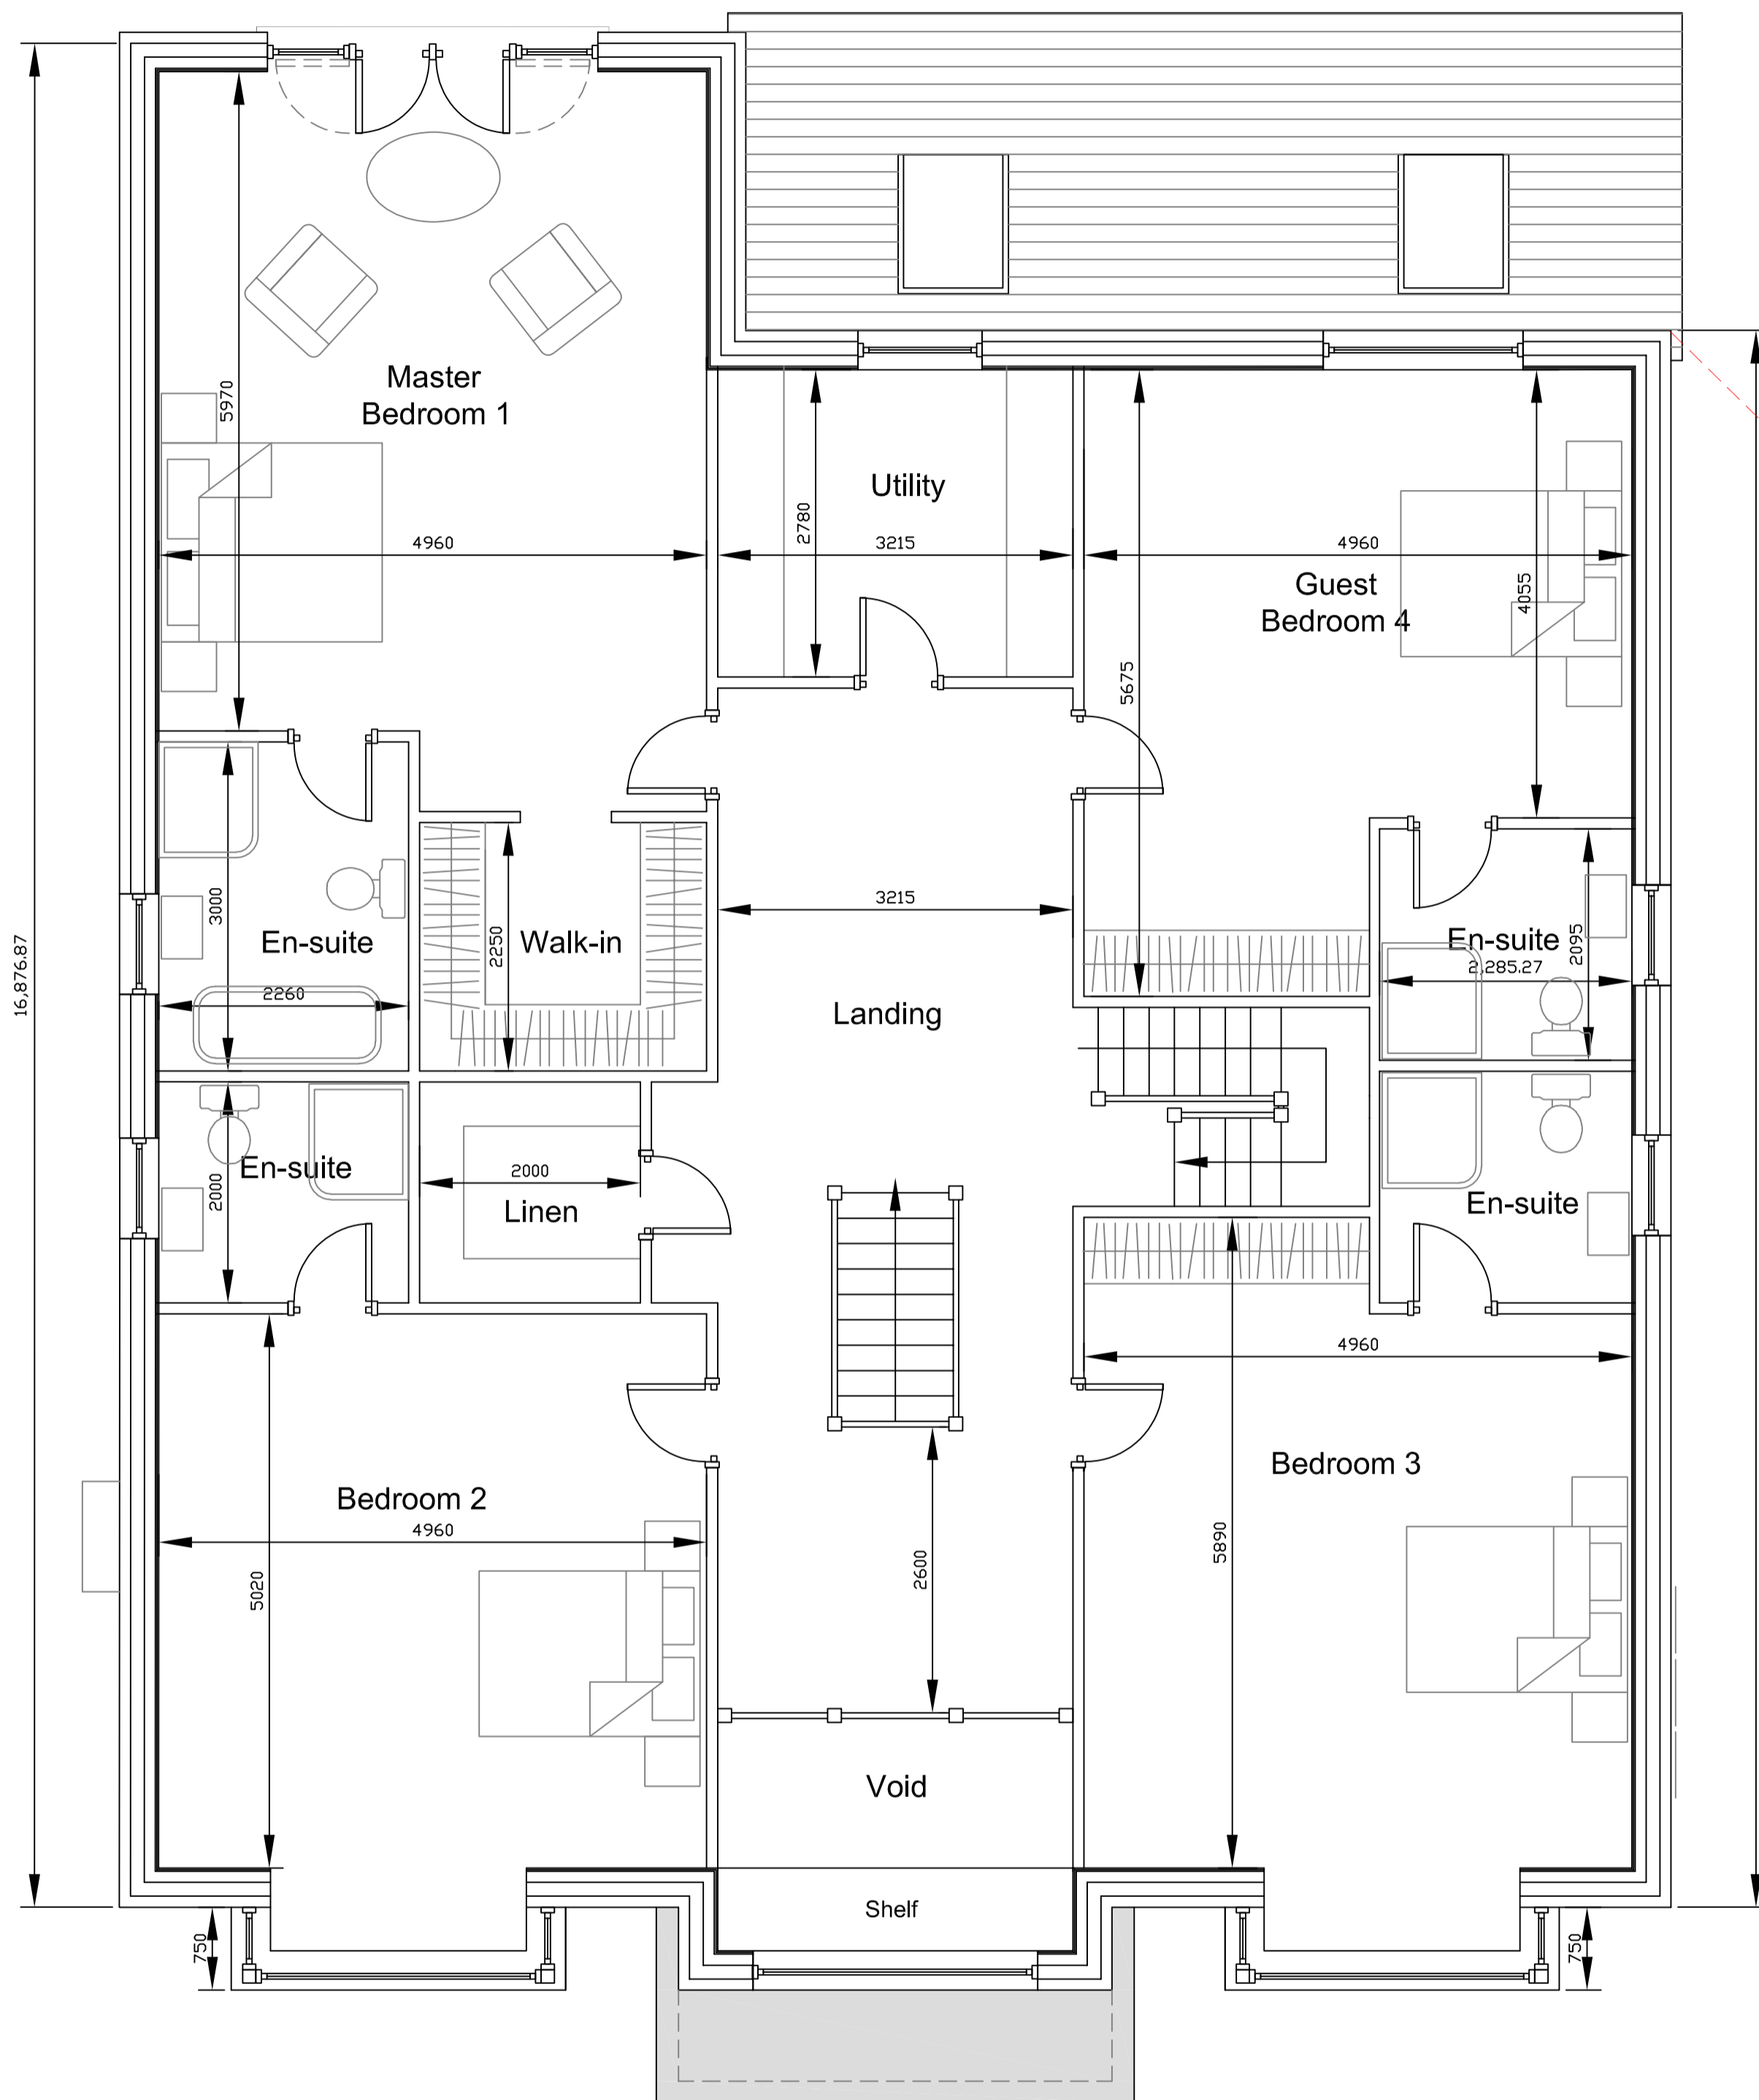 Master
Bedroom 1
5970
4960
Utility
2780
3215
Guest
Bedroom 4
4960
4055
5675
16,876.87
En-suite
3000
2260
Walk-in
2250
3215
Landing
En-suite
2,285.27
2095
En-suite
2000
2000
Linen
En-suite
4960
Bedroom 2
4960
5020
2600
Bedroom 3
5890
Void
Shelf
750
750